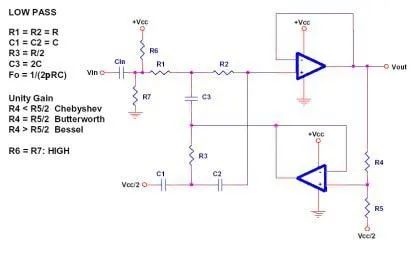 LOW PASS
R1 = R2 = R
C1 = C2 = C
R3 = R/2
C3 = 2C
Fo = 1/(2pRC)
Unity Gain
R4 < R5/2 Chebyshev
R4 = R5/2 Butterworth
R4 > R5/2 Bessel
R6 = R7: HIGH
+Vcc
R6
Cin
Vin
R1
R2
R7
C3
+Vcc
Vout
+Vcc
R3
R4
Vcc/2
C1
C2
R5
Vcc/2